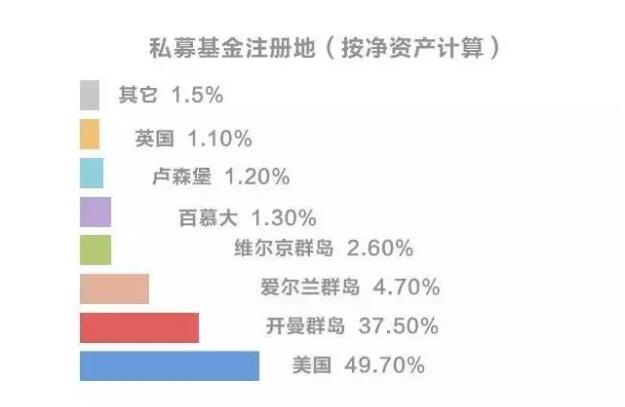 私募基金注册地（按净资产计算）
其它 1.5%
英国 1.10%
卢森堡 1.20%
百慕大 1.30%
维尔京群岛 2.60%
爱尔兰群岛 4.70%
开曼群岛 37.50%
美国 49.70%